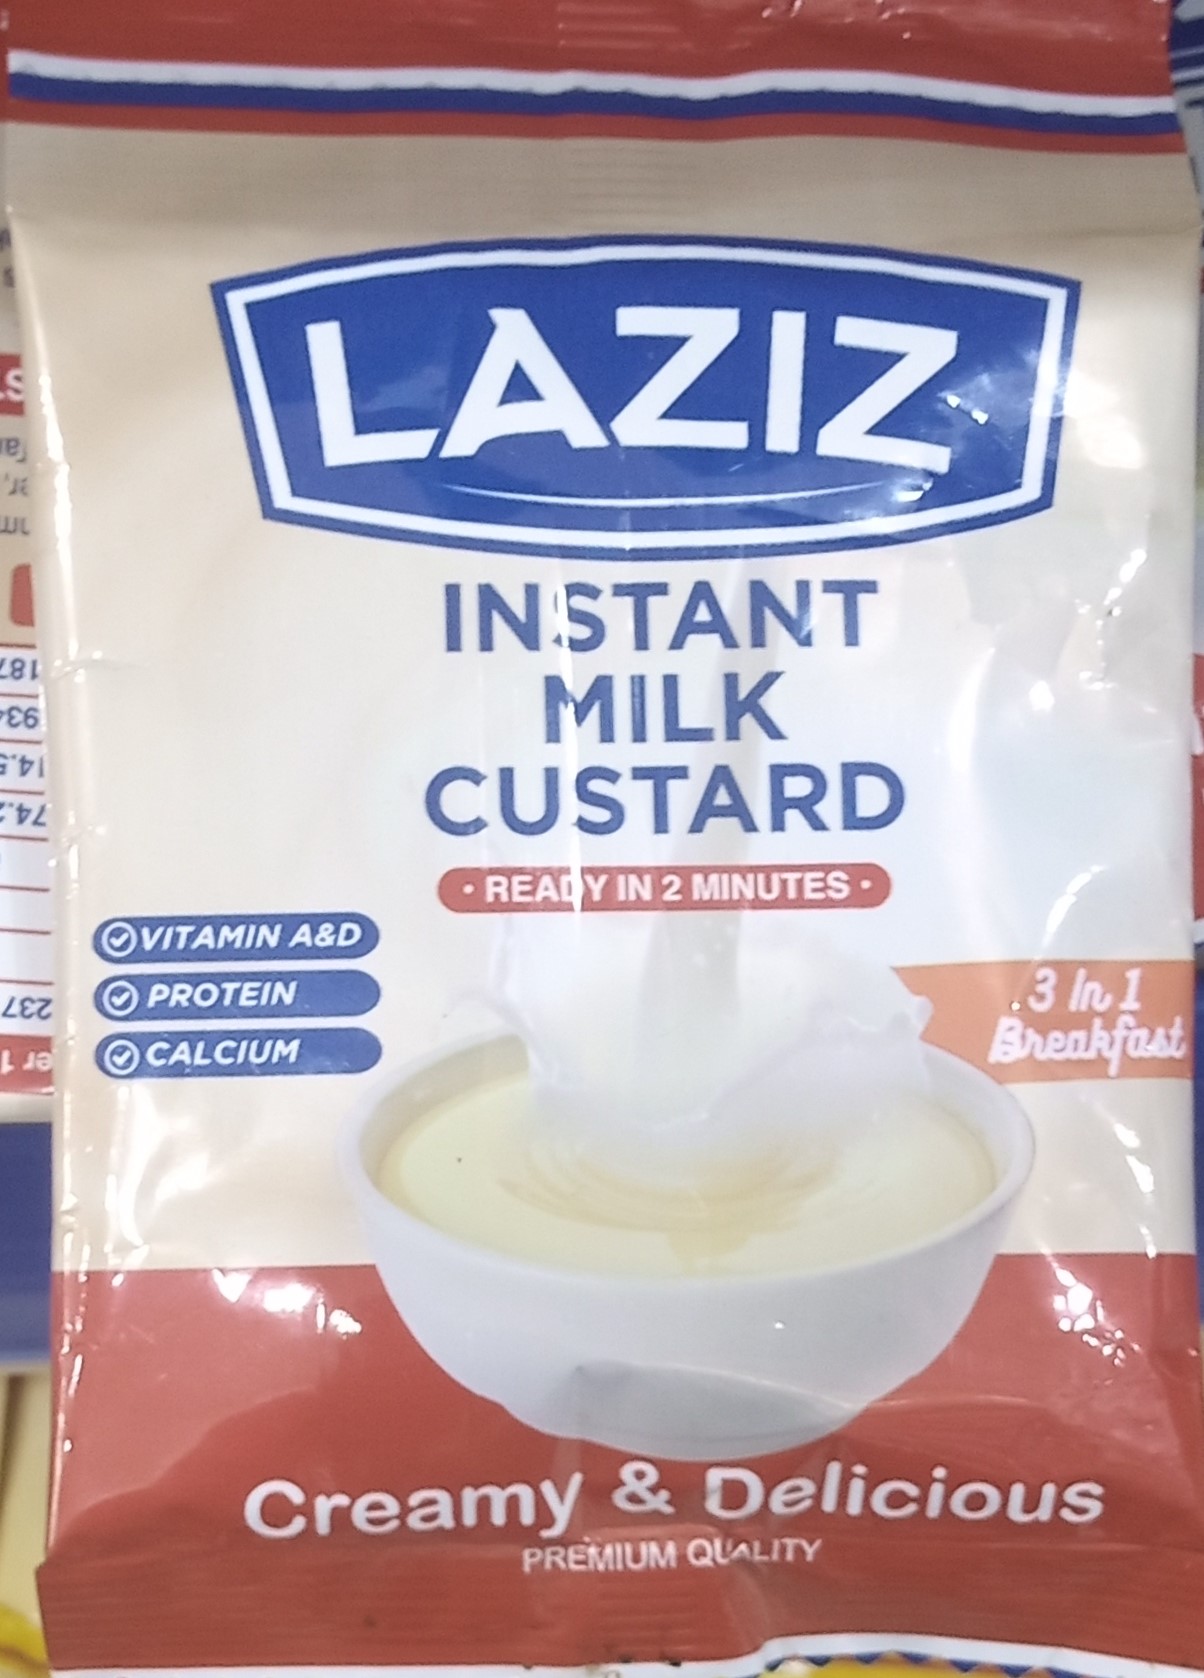 LAZIZ
INSTANT
MILK
CUSTARD
• READY IN 2 MINUTES •
VITAMIN A&D
PROTEIN
CALCIUM
3 In 1
Breakfast
Creamy & Delicious
PREMIUM QUALITY